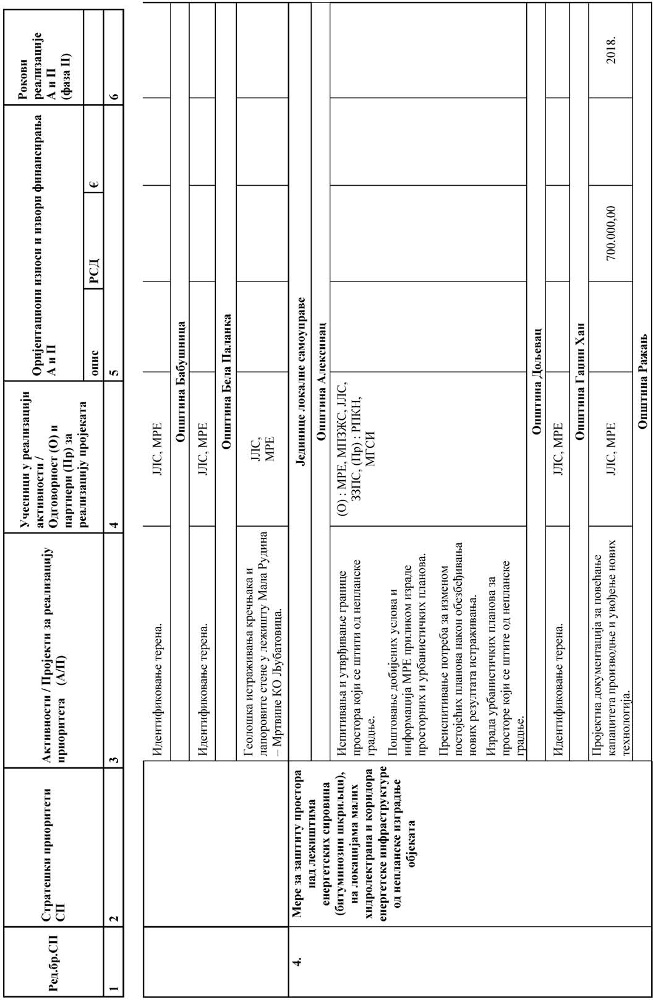 Ред.бр.СП
Стратешки приоритети
СП
Активности / Пројекти за реализацију
приоритета (А/П)
Учесници у реализацији
активности /
Одговорност (О) и
партнери (Пр) за
реализацију пројеката
Оријентациони износи и извори финансирања
А и П
Рокови
реализације
А и П
(фаза II)
опис
РСД
€
1
2
3
4
5
6
Идентификовање терена.
ЈЛС, МРЕ
Општина Бабушница
Идентификовање терена.
ЈЛС, МРЕ
Општина Бела Паланка
Геолошка истраживања кречњака и
лапоровите стене у лежишту Мала Рудина
– Мртвине КО Љубатовица.
ЈЛС,
МРЕ
4.
Мере за заштиту простора
над лежиштима
енергетских сировина
(битуминозни шкриљци),
на локацијама малих
хидролектрана и коридора
енергетске инфраструктуре
од непланске изградње
објеката
Јединице локалне самоуправе
Општина Алексинац
Испитивања и утврђивање границе
простора који се штити од непланске
градње.
Поштовање добијених услова и
информација МРЕ приликом израде
просторних и урбанистичких планова.
Преиспитивање потреба за изменом
постојећих планова након обезбеђивања
нових резултата истраживања.
Израда урбанистичких планова за
просторе који се штите од непланске
градње.
(О) : МРЕ, МПЗЖС, ЈЛС,
ЗЗПС, (Пр) : РПКН,
МГСИ
Општина Дољевац
Идентификовање терена.
ЈЛС, МРЕ
Општина Гаџин Хан
Пројектна документација за повећање
капацитета производње и увођење нових
технологија.
ЈЛС, МРЕ
700.000,00
2018.
Општина Ражањ